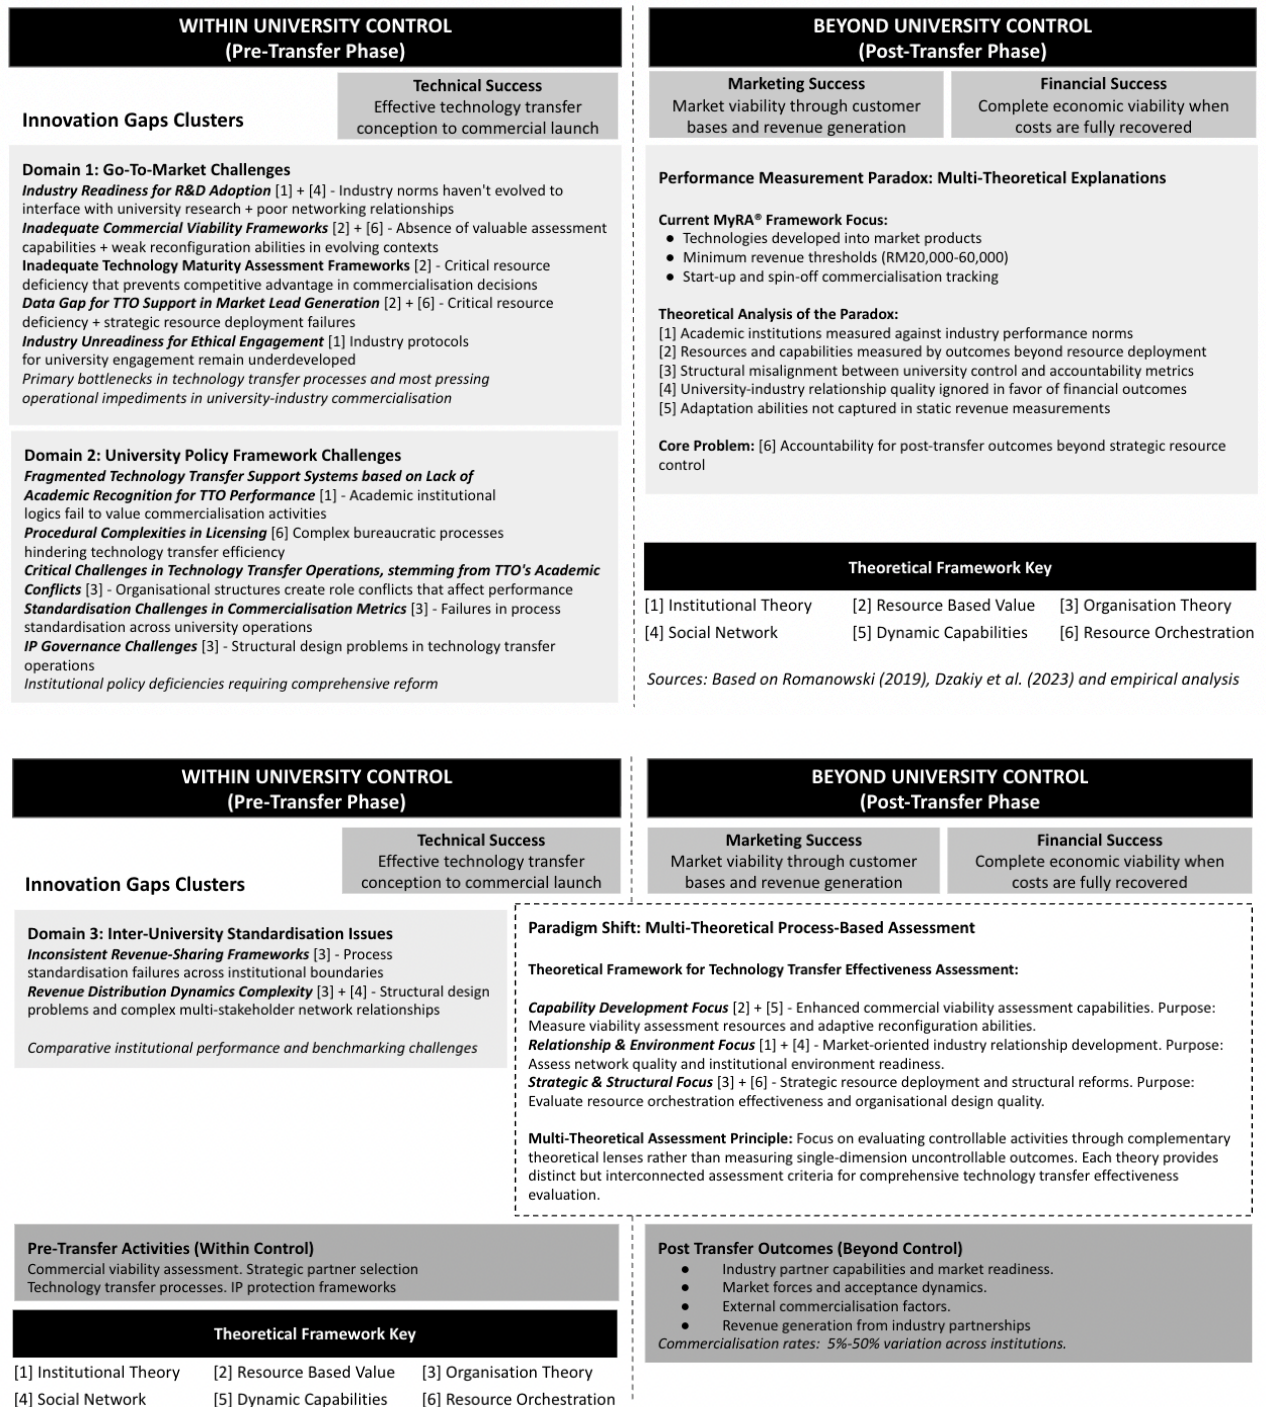 WITHIN UNIVERSITY CONTROL
(Pre-Transfer Phase)
Technical Success
Effective technology transfer
conception to commercial launch
Innovation Gaps Clusters
Domain 1: Go-To-Market Challenges
Industry Readiness for R&D Adoption [1] + [4] - Industry norms haven't evolved to
interface with university research + poor networking relationships
Inadequate Commercial Viability Frameworks [2] + [6] - Absence of valuable assessment
capabilities + weak reconfiguration abilities in evolving contexts
Inadequate Technology Maturity Assessment Frameworks [2] - Critical resource
deficiency that prevents competitive advantage in commercialisation decisions
Data Gap for TTO Support in Market Lead Generation [2] + [6] - Critical resource
deficiency + strategic resource deployment failures
Industry Unreadiness for Ethical Engagement [1] Industry protocols
for university engagement remain underdeveloped
Primary bottlenecks in technology transfer processes and most pressing
operational impediments in university-industry commercialisation
Domain 2: University Policy Framework Challenges
Fragmented Technology Transfer Support Systems based on Lack of
Academic Recognition for TTO Performance [1] - Academic institutional
logics fail to value commercialisation activities
Procedural Complexities in Licensing [6] Complex bureaucratic processes
hindering technology transfer efficiency
Critical Challenges in Technology Transfer Operations, stemming from TTO's Academic
Conflicts [3] - Organisational structures create role conflicts that affect performance
Standardisation Challenges in Commercialisation Metrics [3] - Failures in process
standardisation across university operations
IP Governance Challenges [3] - Structural design problems in technology transfer
operations
Institutional policy deficiencies requiring comprehensive reform
BEYOND UNIVERSITY CONTROL
(Post-Transfer Phase)
Marketing Success
Market viability through customer
bases and revenue generation
Financial Success
Complete economic viability when
costs are fully recovered
Performance Measurement Paradox: Multi-Theoretical Explanations
Current MyRA® Framework Focus:
● Technologies developed into market products
● Minimum revenue thresholds (RM20,000-60,000)
● Start-up and spin-off commercialisation tracking
Theoretical Analysis of the Paradox:
[1] Academic institutions measured against industry performance norms
[2] Resources and capabilities measured by outcomes beyond resource deployment
[3] Structural misalignment between university control and accountability metrics
[4] University-industry relationship quality ignored in favor of financial outcomes
[5] Adaptation abilities not captured in static revenue measurements
Core Problem: [6] Accountability for post-transfer outcomes beyond strategic resource
control
Theoretical Framework Key
[1] Institutional Theory [2] Resource Based Value [3] Organisation Theory
[4] Social Network [5] Dynamic Capabilities [6] Resource Orchestration
Sources: Based on Romanowski (2019), Dzakiy et al. (2023) and empirical analysis
WITHIN UNIVERSITY CONTROL
(Pre-Transfer Phase)
Technical Success
Effective technology transfer
conception to commercial launch
Innovation Gaps Clusters
Domain 3: Inter-University Standardisation Issues
Inconsistent Revenue-Sharing Frameworks [3] - Process
standardisation failures across institutional boundaries
Revenue Distribution Dynamics Complexity [3] + [4] - Structural design
problems and complex multi-stakeholder network relationships
Comparative institutional performance and benchmarking challenges
BEYOND UNIVERSITY CONTROL
(Post-Transfer Phase
Marketing Success
Market viability through customer
bases and revenue generation
Financial Success
Complete economic viability when
costs are fully recovered
Paradigm Shift: Multi-Theoretical Process-Based Assessment
Theoretical Framework for Technology Transfer Effectiveness Assessment:
Capability Development Focus [2] + [5] - Enhanced commercial viability assessment capabilities. Purpose:
Measure viability assessment resources and adaptive reconfiguration abilities.
Relationship & Environment Focus [1] + [4] - Market-oriented industry relationship development. Purpose:
Assess network quality and institutional environment readiness.
Strategic & Structural Focus [3] + [6] - Strategic resource deployment and structural reforms. Purpose:
Evaluate resource orchestration effectiveness and organisational design quality.
Multi-Theoretical Assessment Principle: Focus on evaluating controllable activities through complementary
theoretical lenses rather than measuring single-dimension uncontrollable outcomes. Each theory provides
distinct but interconnected assessment criteria for comprehensive technology transfer effectiveness
evaluation.
Pre-Transfer Activities (Within Control)
Commercial viability assessment. Strategic partner selection
Technology transfer processes. IP protection frameworks
Theoretical Framework Key
[1] Institutional Theory [2] Resource Based Value [3] Organisation Theory
[4] Social Network [5] Dynamic Capabilities [6] Resource Orchestration
Post Transfer Outcomes (Beyond Control)
● Industry partner capabilities and market readiness.
● Market forces and acceptance dynamics.
● External commercialisation factors.
● Revenue generation from industry partnerships
Commercialisation rates: 5%-50% variation across institutions.